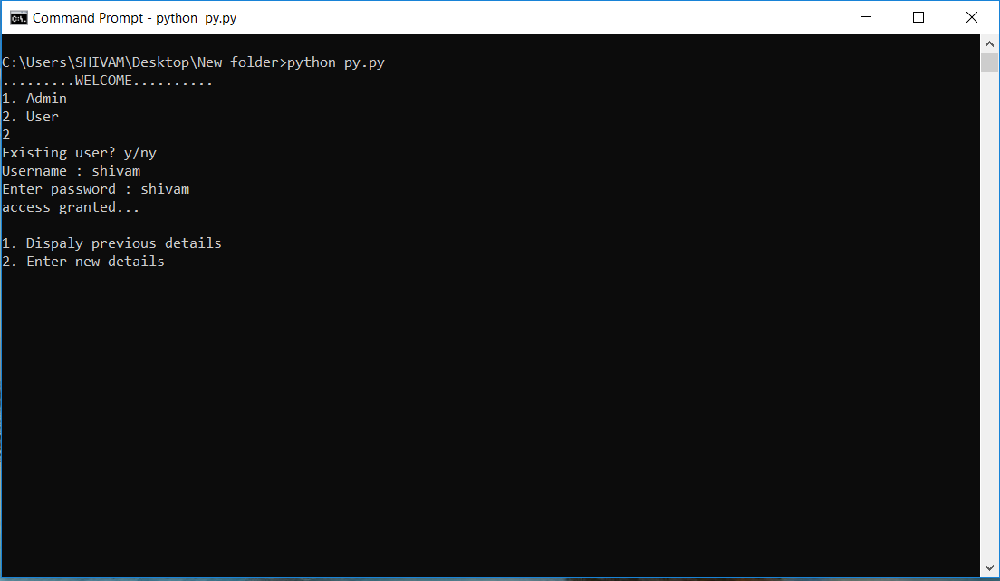 Command Prompt - python  py.py
C:\Users\SHIVAM\Desktop\New folder>python py.py
.........WELCOME..........
1. Admin
2. User
2
Existing user? y/ny
Username : shivam
Enter password : shivam
access granted...
1. Dispaly previous details
2. Enter new details